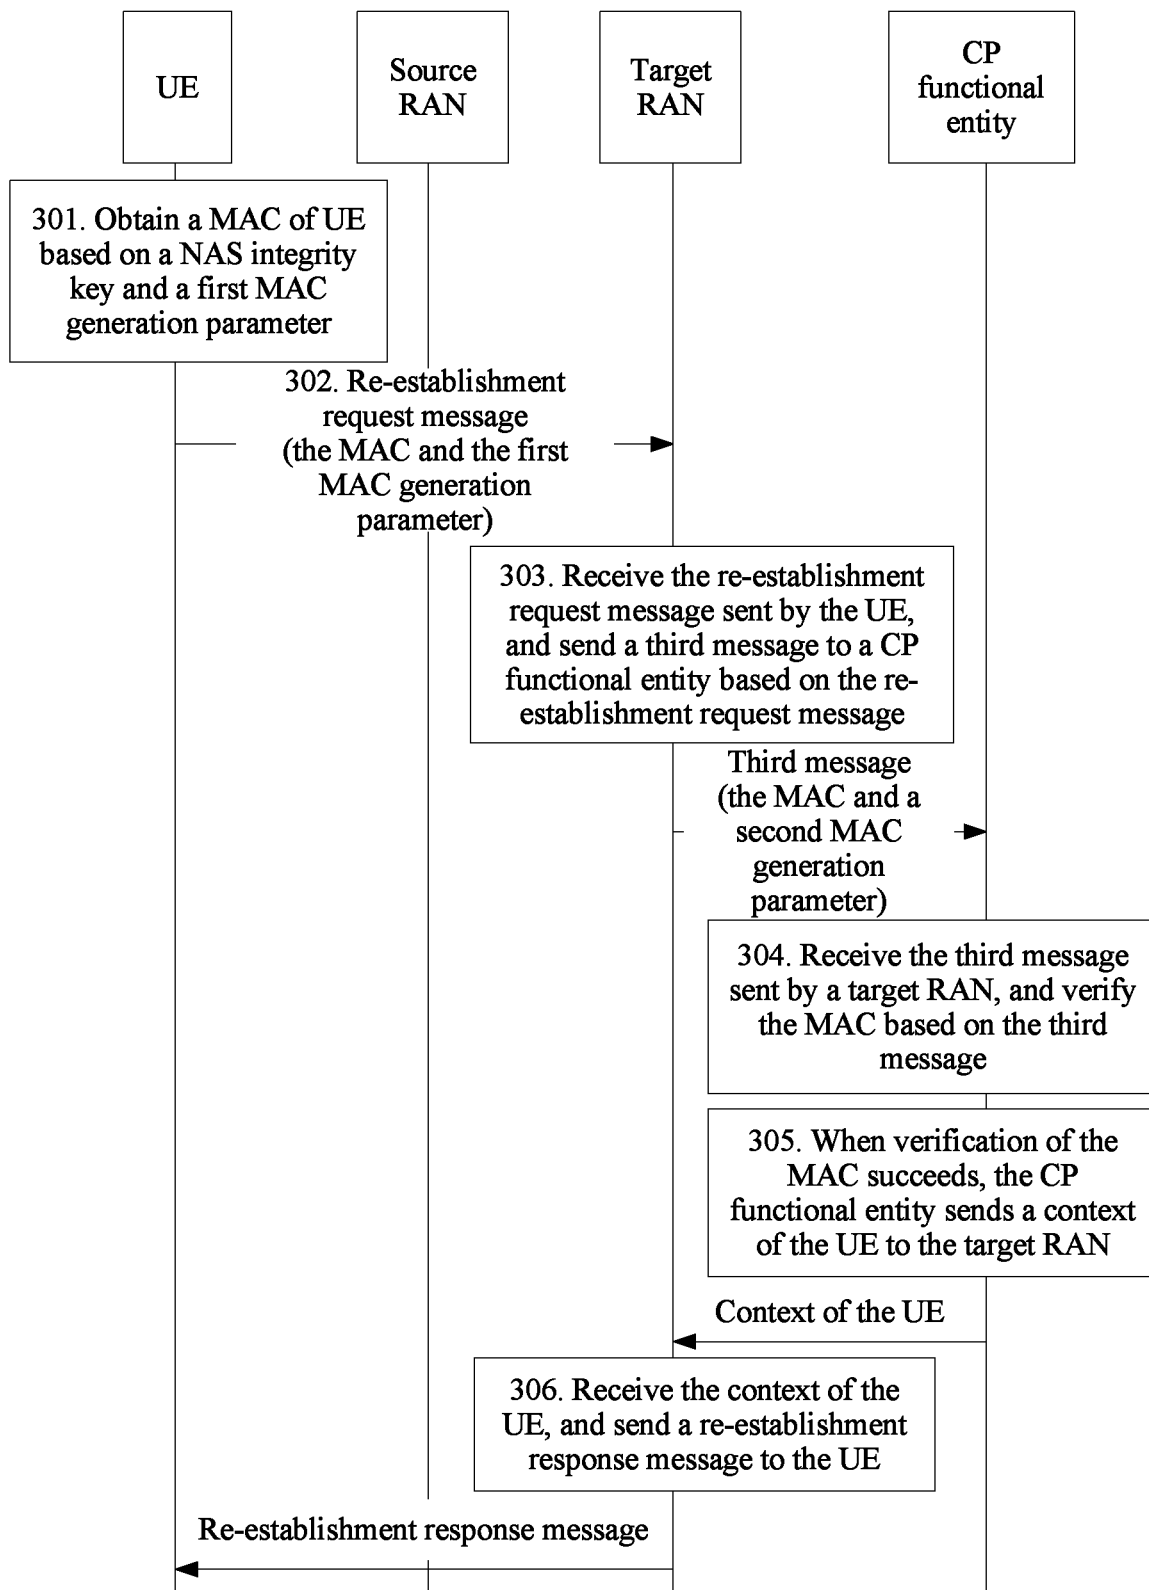 UE
Source
RAN
Target
RAN
CP
functional
entity
301. Obtain a MAC of UE
based on a NAS integrity
key and a first MAC
generation parameter
302. Re-establishment
request message
(the MAC and the first
MAC generation
parameter)
303. Receive the re-establishment
request message sent by the UE,
and send a third message to a CP
functional entity based on the re-
establishment request message
Third message
(the MAC and a
second MAC
generation
parameter)
304. Receive the third message
sent by a target RAN, and verify
the MAC based on the third
message
305. When verification of the
MAC succeeds, the CP
functional entity sends a context
of the UE to the target RAN
Context of the UE
306. Receive the context of the
UE, and send a re-establishment
response message to the UE
Re-establishment response message